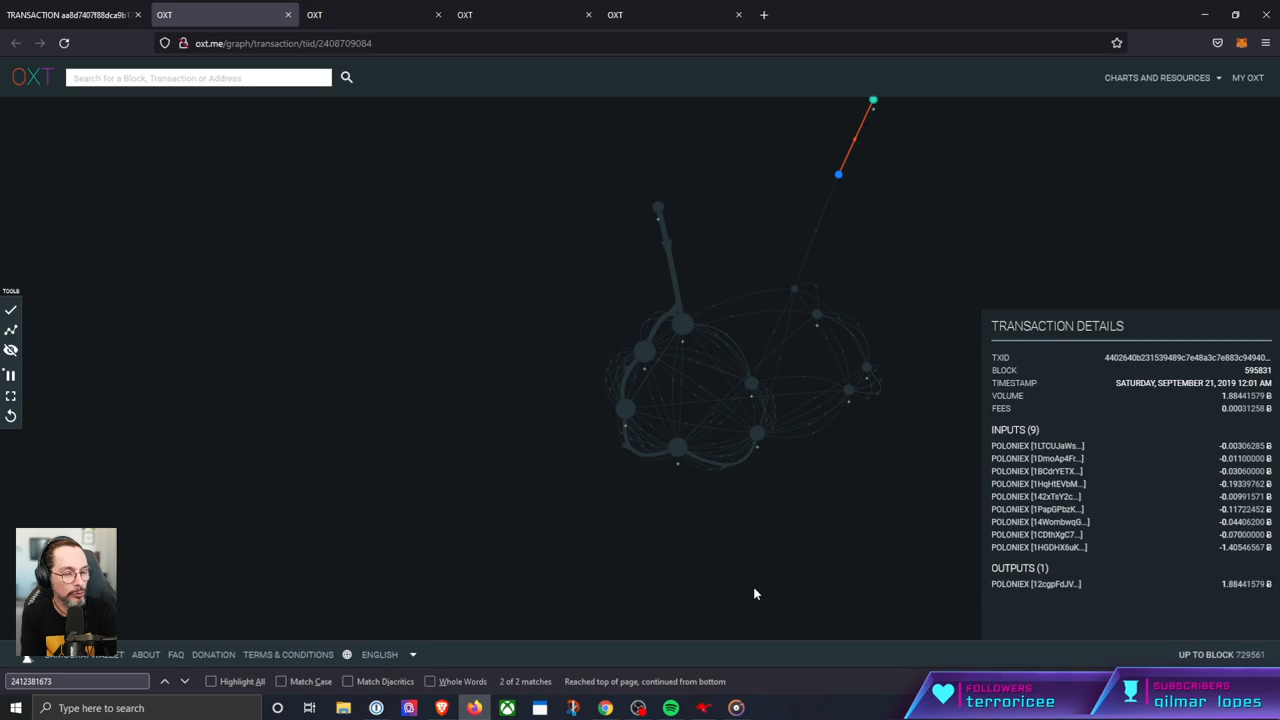 TRANSACTION aa8d7407f88dca9b1
OXT
OXT
OXT
OXT
oxt.me/graph/transaction/tiid/2408709084
OXT
Search for a Block, Transaction or Address
CHARTS AND RESOURCES
MY OXT
TOOLS
TRANSACTION DETAILS
TXID 4402640b231539489c7e48a3c7e883c94940...
BLOCK 595831
TIMESTAMP SATURDAY, SEPTEMBER 21, 2019 12:01 AM
VOLUME 1.88441579 Ƀ
FEES 0.00031258 Ƀ
INPUTS (9)
POLONIEX [1LTCUJaWs...] -0.00306285 Ƀ
POLONIEX [1DmoAp4Fr...] -0.01100000 Ƀ
POLONIEX [1BCdrYETX...] -0.03060000 Ƀ
POLONIEX [1HqHtEVbM...] -0.19339762 Ƀ
POLONIEX [142xTsY2c...] -0.00991571 Ƀ
POLONIEX [1PapGPbzK...] -0.11722452 Ƀ
POLONIEX [14WombwqG...] -0.04406200 Ƀ
POLONIEX [1CDthXgC7...] -0.07000000 Ƀ
POLONIEX [1HGDHX6uK...] -1.40546567 Ƀ
OUTPUTS (1)
POLONIEX [12cgpFdJV...] 1.88441579 Ƀ
WALLET
ABOUT
FAQ
DONATION
TERMS & CONDITIONS
ENGLISH
UP TO BLOCK 729561
2412381673
Highlight All
Match Case
Match Diacritics
Whole Words
2 of 2 matches
Reached top of page, continued from bottom
Type here to search
FOLLOWERS
terroricee
SUBSCRIBERS
gilmar_lopes